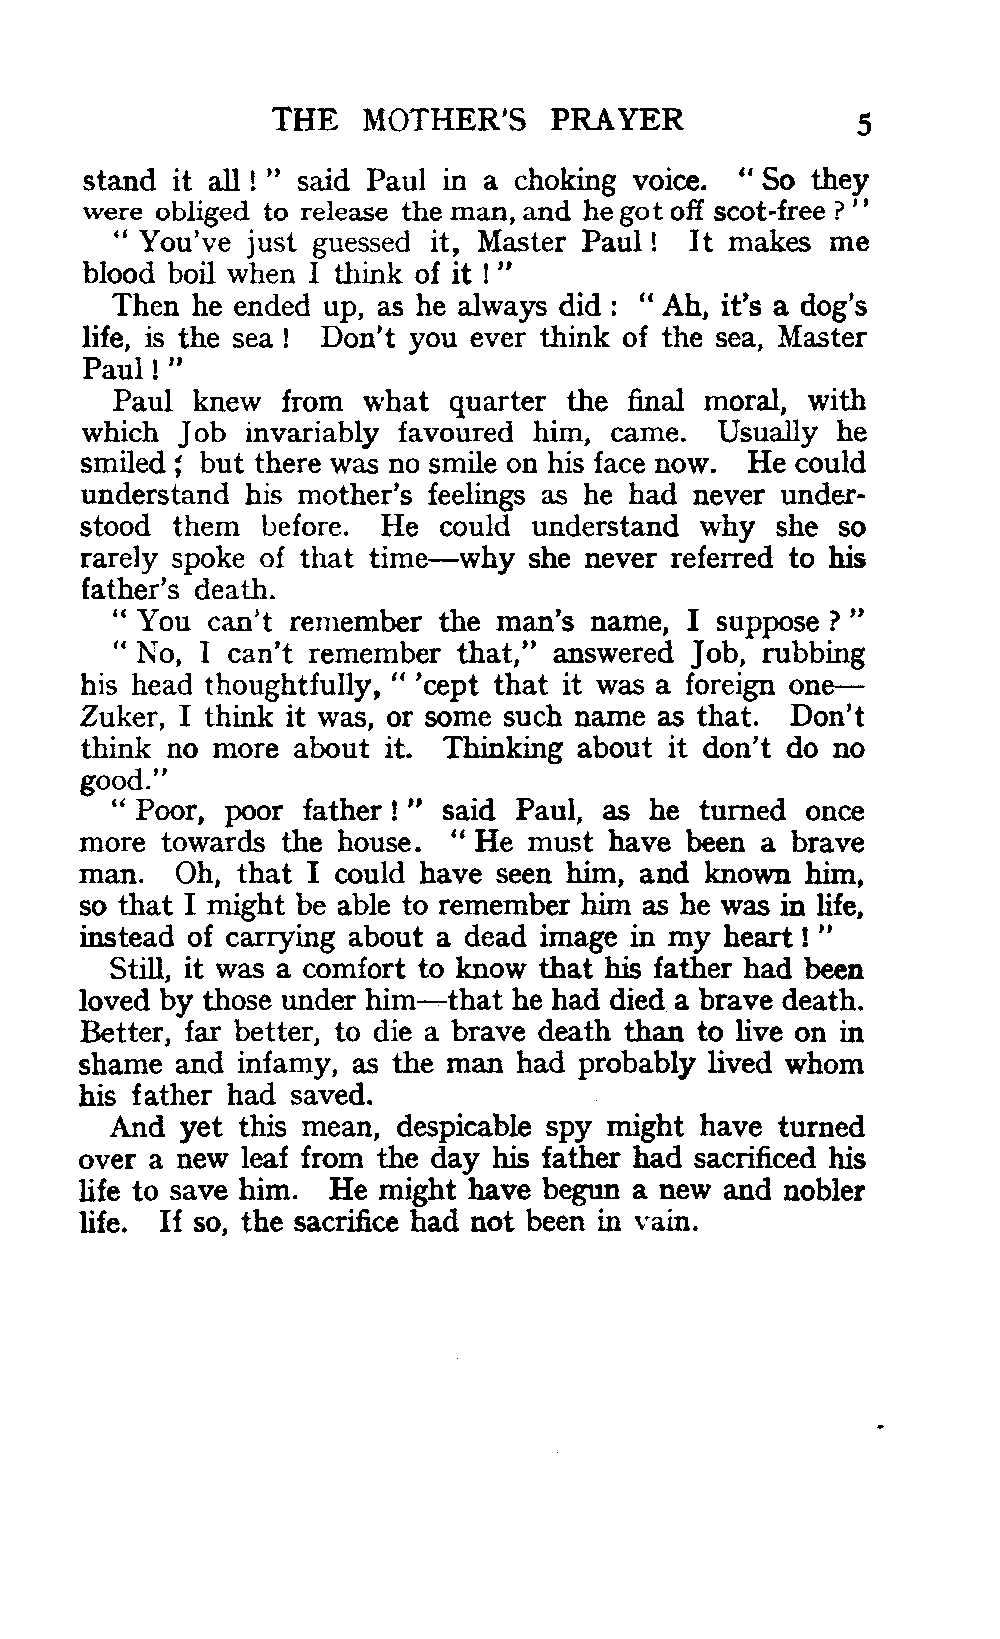 THE MOTHER'S PRAYER 5
stand it all ! " said Paul in a choking voice. " So they
were obliged to release the man, and he got off scot-free ? "
" You've just guessed it, Master Paul ! It makes me
blood boil when I think of it ! "
Then he ended up, as he always did : " Ah, it's a dog's
life, is the sea ! Don't you ever think of the sea, Master
Paul ! "
Paul knew from what quarter the final moral, with
which Job invariably favoured him, came. Usually he
smiled ; but there was no smile on his face now. He could
understand his mother's feelings as he had never under-
stood them before. He could understand why she so
rarely spoke of that time—why she never referred to his
father's death.
" You can't remember the man's name, I suppose ? "
" No, I can't remember that," answered Job, rubbing
his head thoughtfully, " 'cept that it was a foreign one—
Zuker, I think it was, or some such name as that. Don't
think no more about it. Thinking about it don't do no
good."
" Poor, poor father ! " said Paul, as he turned once
more towards the house. " He must have been a brave
man. Oh, that I could have seen him, and known him,
so that I might be able to remember him as he was in life,
instead of carrying about a dead image in my heart ! "
Still, it was a comfort to know that his father had been
loved by those under him—that he had died a brave death.
Better, far better, to die a brave death than to live on in
shame and infamy, as the man had probably lived whom
his father had saved.
And yet this mean, despicable spy might have turned
over a new leaf from the day his father had sacrificed his
life to save him. He might have begun a new and nobler
life. If so, the sacrifice had not been in vain.